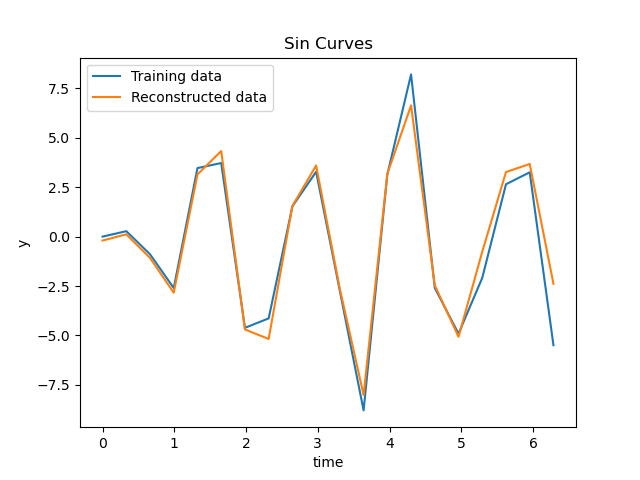 Sin Curves
Training data
Reconstructed data
7.5
5.0
2.5
0.0
−2.5
−5.0
−7.5
y
0 1 2 3 4 5 6
time